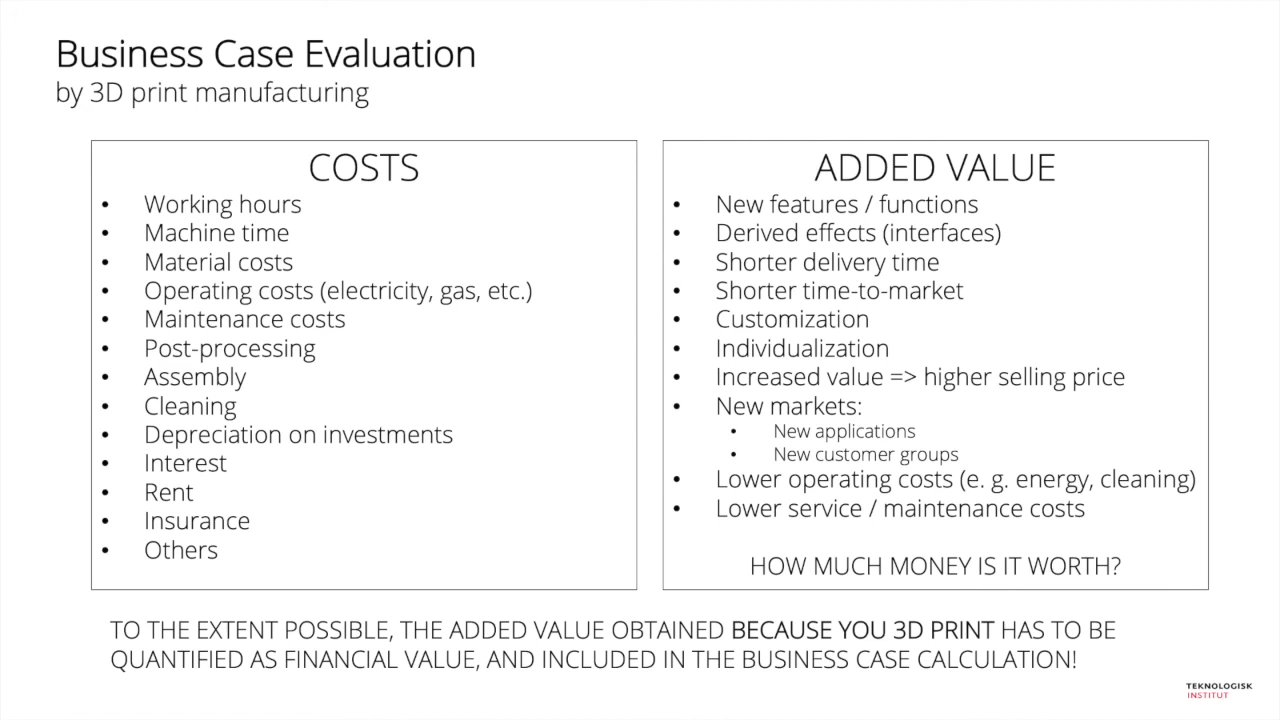 Business Case Evaluation
by 3D print manufacturing
COSTS
• Working hours
• Machine time
• Material costs
• Operating costs (electricity, gas, etc.)
• Maintenance costs
• Post-processing
• Assembly
• Cleaning
• Depreciation on investments
• Interest
• Rent
• Insurance
• Others
ADDED VALUE
• New features / functions
• Derived effects (interfaces)
• Shorter delivery time
• Shorter time-to-market
• Customization
• Individualization
• Increased value => higher selling price
• New markets:
• New applications
• New customer groups
• Lower operating costs (e. g. energy, cleaning)
• Lower service / maintenance costs
HOW MUCH MONEY IS IT WORTH?
TO THE EXTENT POSSIBLE, THE ADDED VALUE OBTAINED BECAUSE YOU 3D PRINT HAS TO BE
QUANTIFIED AS FINANCIAL VALUE, AND INCLUDED IN THE BUSINESS CASE CALCULATION!
TEKNOLOGISK
INSTITUT